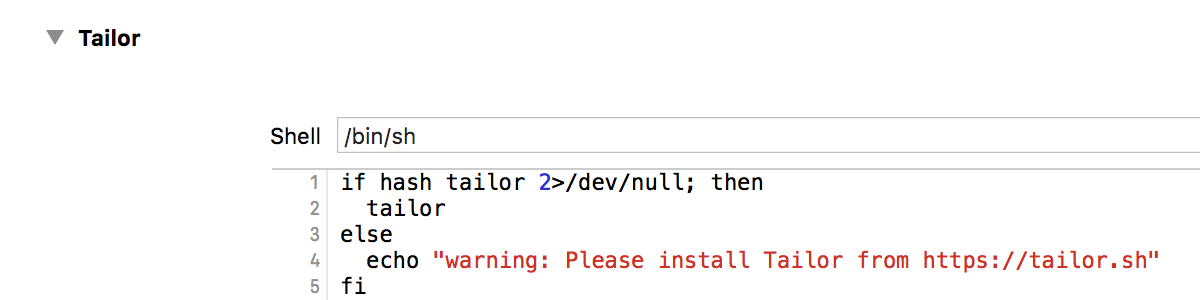 Tailor
Shell /bin/sh
1 if hash tailor 2>/dev/null; then
2   tailor
3 else
4   echo "warning: Please install Tailor from https://tailor.sh"
5 fi